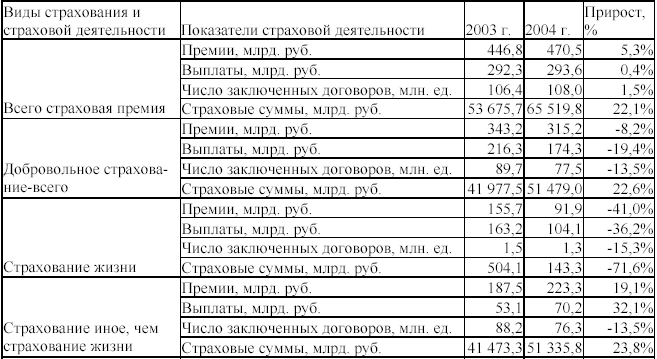 Виды страхования и страховой деятельности Показатели страховой деятельности 2003 г. 2004 г. Прирост, %
Всего страховая премия
Премии, млрд. руб. 446,8 470,5 5,3%
Выплаты, млрд. руб. 292,3 293,6 0,4%
Число заключенных договоров, млн. ед. 106,4 108,0 1,5%
Страховые суммы, млрд. руб. 53 675,7 65 519,8 22,1%
Добровольное страхова-
ние-всего
Премии, млрд. руб. 343,2 315,2 -8,2%
Выплаты, млрд. руб. 216,3 174,3 -19,4%
Число заключенных договоров, млн. ед. 89,7 77,5 -13,5%
Страховые суммы, млрд. руб. 41 977,5 51 479,0 22,6%
Страхование жизни
Премии, млрд. руб. 155,7 91,9 -41,0%
Выплаты, млрд. руб. 163,2 104,1 -36,2%
Число заключенных договоров, млн. ед. 1,5 1,3 -15,3%
Страховые суммы, млрд. руб. 504,1 143,3 -71,6%
Страхование иное, чем
страхование жизни
Премии, млрд. руб. 187,5 223,3 19,1%
Выплаты, млрд. руб. 53,1 70,2 32,1%
Число заключенных договоров, млн. ед. 88,2 76,3 -13,5%
Страховые суммы, млрд. руб. 41 473,3 51 335,8 23,8%